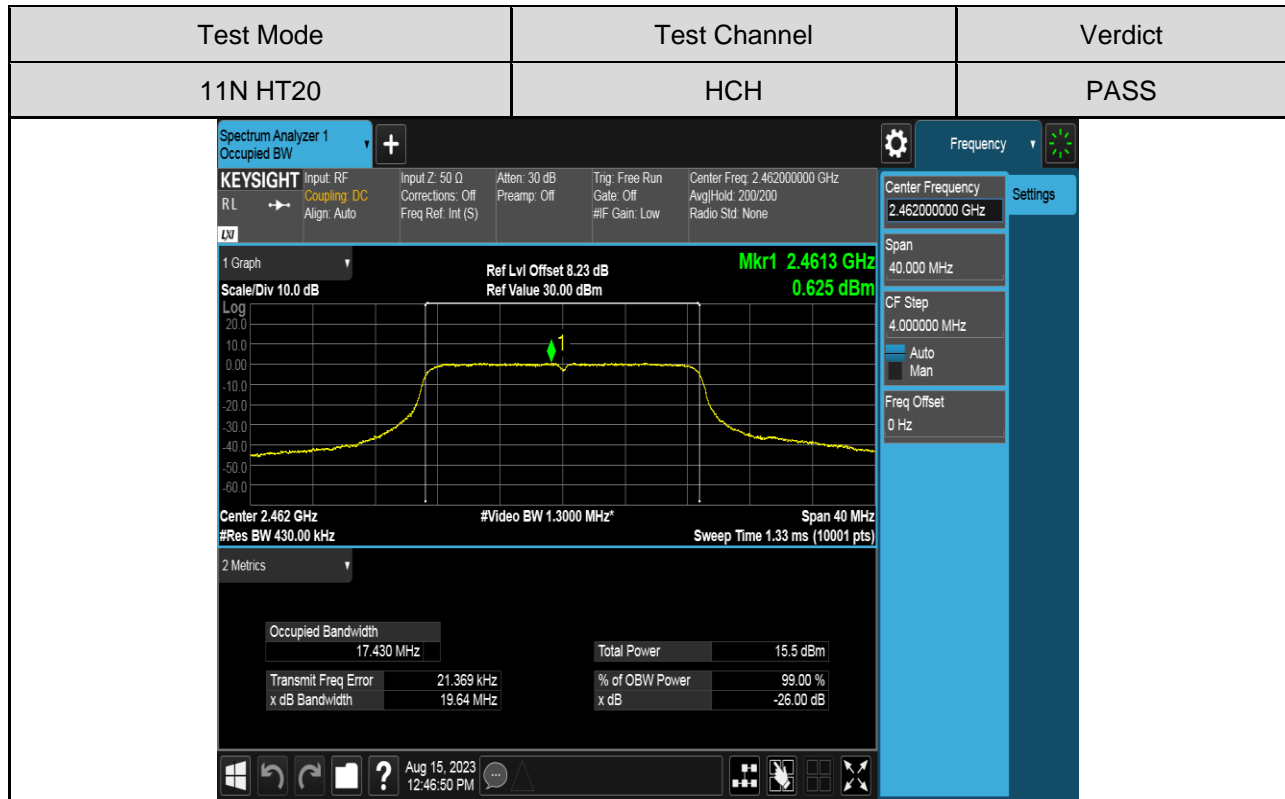 Test Mode Test Channel Verdict
11N HT20 HCH PASS
Spectrum Analyzer 1
Occupied BW
+
Frequency
KEYSIGHT Input: RF Input Z: 50 Ω Atten: 30 dB Trig: Free Run Center Freq: 2.462000000 GHz
RL Coupling: DC Corrections: Off Preamp: Off Gate: Off Avg|Hold: 200/200
Align: Auto Freq Ref: Int (S) #IF Gain: Low Radio Std: None
LXI
Center Frequency
2.462000000 GHz
Settings
Span
40.000 MHz
CF Step
4.000000 MHz
Auto
Man
Freq Offset
0 Hz
1 Graph Ref Lvl Offset 8.23 dB Mkr1 2.4613 GHz
Scale/Div 10.0 dB Ref Value 30.00 dBm 0.625 dBm
Log
20.0
10.0
1
0.00
-10.0
-20.0
-30.0
-40.0
-50.0
-60.0
Center 2.462 GHz #Video BW 1.3000 MHz* Span 40 MHz
#Res BW 430.00 kHz Sweep Time 1.33 ms (10001 pts)
2 Metrics
Occupied Bandwidth
17.430 MHz Total Power 15.5 dBm
Transmit Freq Error 21.369 kHz % of OBW Power 99.00 %
x dB Bandwidth 19.64 MHz x dB -26.00 dB
? Aug 15, 2023
12:46:50 PM